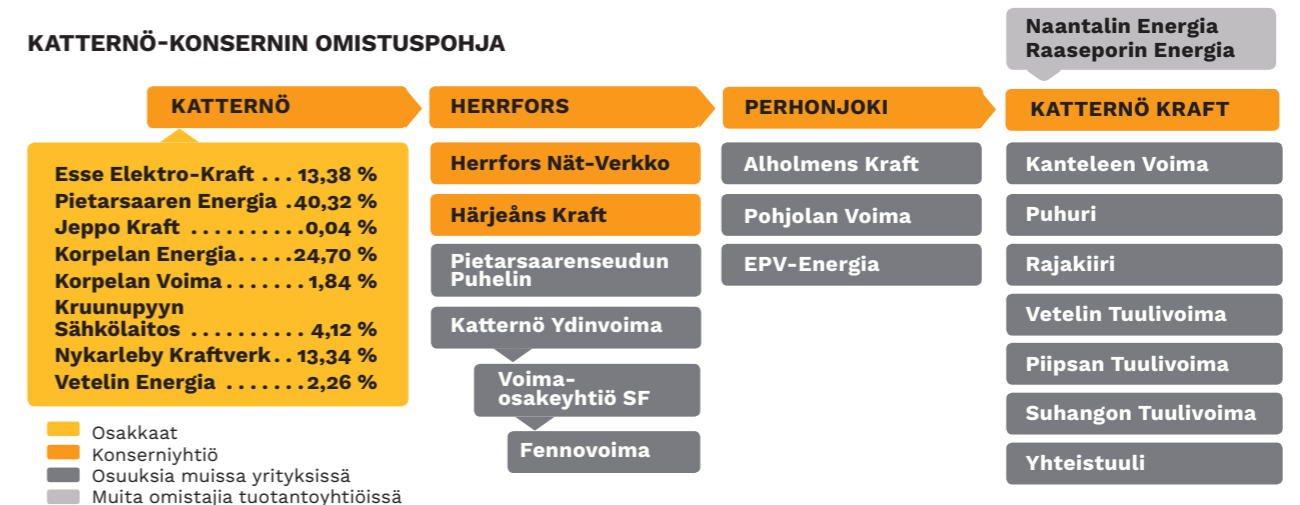 KATTERNÖ-KONSERNIN OMISTUSPOHJA
Naantalin Energia
Raaseporin Energia
KATTERNÖ
HERRFORS
PERHONJOKI
KATTERNÖ KRAFT
Esse Elektro-Kraft . . . 13,38 %
Pietarsaaren Energia . 40,32 %
Jeppo Kraft . . . . . . . . . . 0,04 %
Korpelan Energia. . . . . 24,70 %
Korpelan Voima . . . . . . . 1,84 %
Kruunupyyn
Sähkölaitos . . . . . . . . . . 4,12 %
Nykarleby Kraftverk . . 13,34 %
Vetelin Energia . . . . . . . 2,26 %
Herrfors Nät-Verkko
Härjeåns Kraft
Pietarsaarenseudun
Puhelin
Katternö Ydinvoima
Voima-
osakeyhtiö SF
Fennovoima
Alholmens Kraft
Pohjolan Voima
EPV-Energia
Kanteleen Voima
Puhuri
Rajakiiri
Vetelin Tuulivoima
Piipsan Tuulivoima
Suhangon Tuulivoima
Yhteistuuli
Osakkaat
Konserniyhtiö
Osuuksia muissa yrityksissä
Muita omistajia tuotantoyhtiöissä